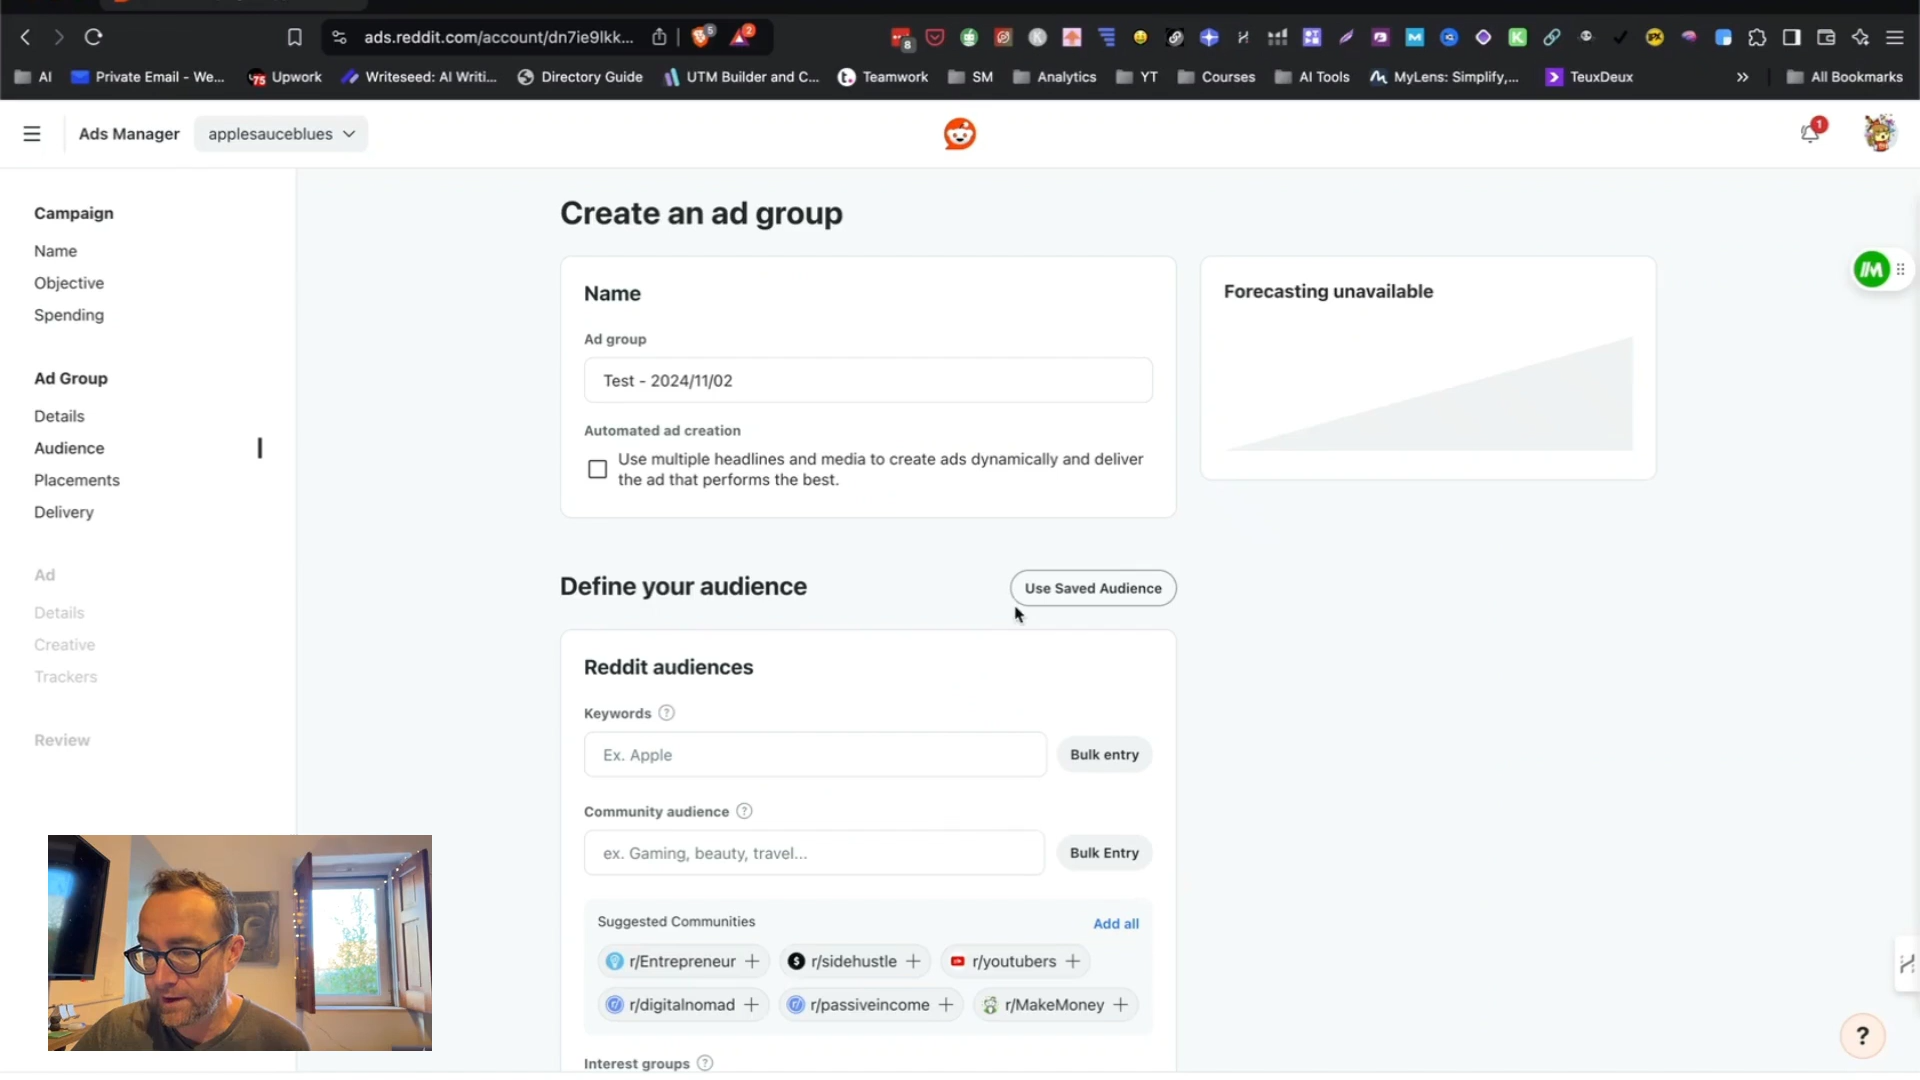 ads.reddit.com/account/dn7ie9lkk...
5
2
8
AI
Private Email - We...
75 Upwork
Writeseed: AI Writi...
Directory Guide
UTM Builder and C...
t. Teamwork
SM
Analytics
YT
Courses
AI Tools
MyLens: Simplify,...
TeuxDeux
All Bookmarks
Ads Manager
applesauceblues
1
Campaign
Name
Objective
Spending
Ad Group
Details
Audience
Placements
Delivery
Ad
Details
Creative
Trackers
Review
Create an ad group
Name
Ad group
Test - 2024/11/02
Automated ad creation
Use multiple headlines and media to create ads dynamically and deliver
the ad that performs the best.
Forecasting unavailable
Define your audience
Use Saved Audience
Reddit audiences
Keywords ?
Ex. Apple
Bulk entry
Community audience ?
ex. Gaming, beauty, travel...
Bulk Entry
Suggested Communities
Add all
r/Entrepreneur
r/sidehustle
r/youtubers
r/digitalnomad
r/passiveincome
r/MakeMoney
Interest groups ?
?